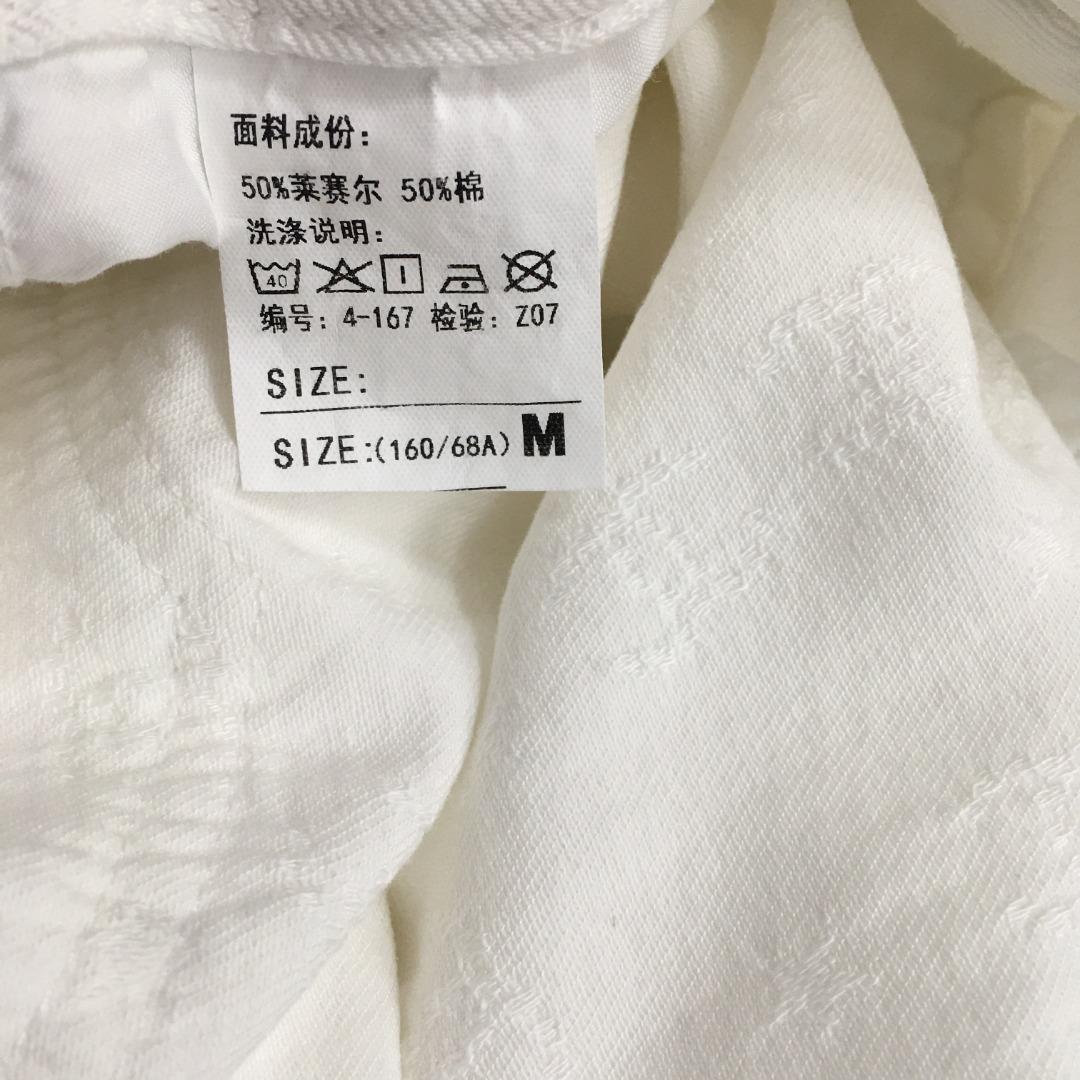 面料成份：
50%莱赛尔 50%棉
洗涤说明：
40
编号：4-167 检验：Z07
SIZE:
SIZE:(160/68A) M